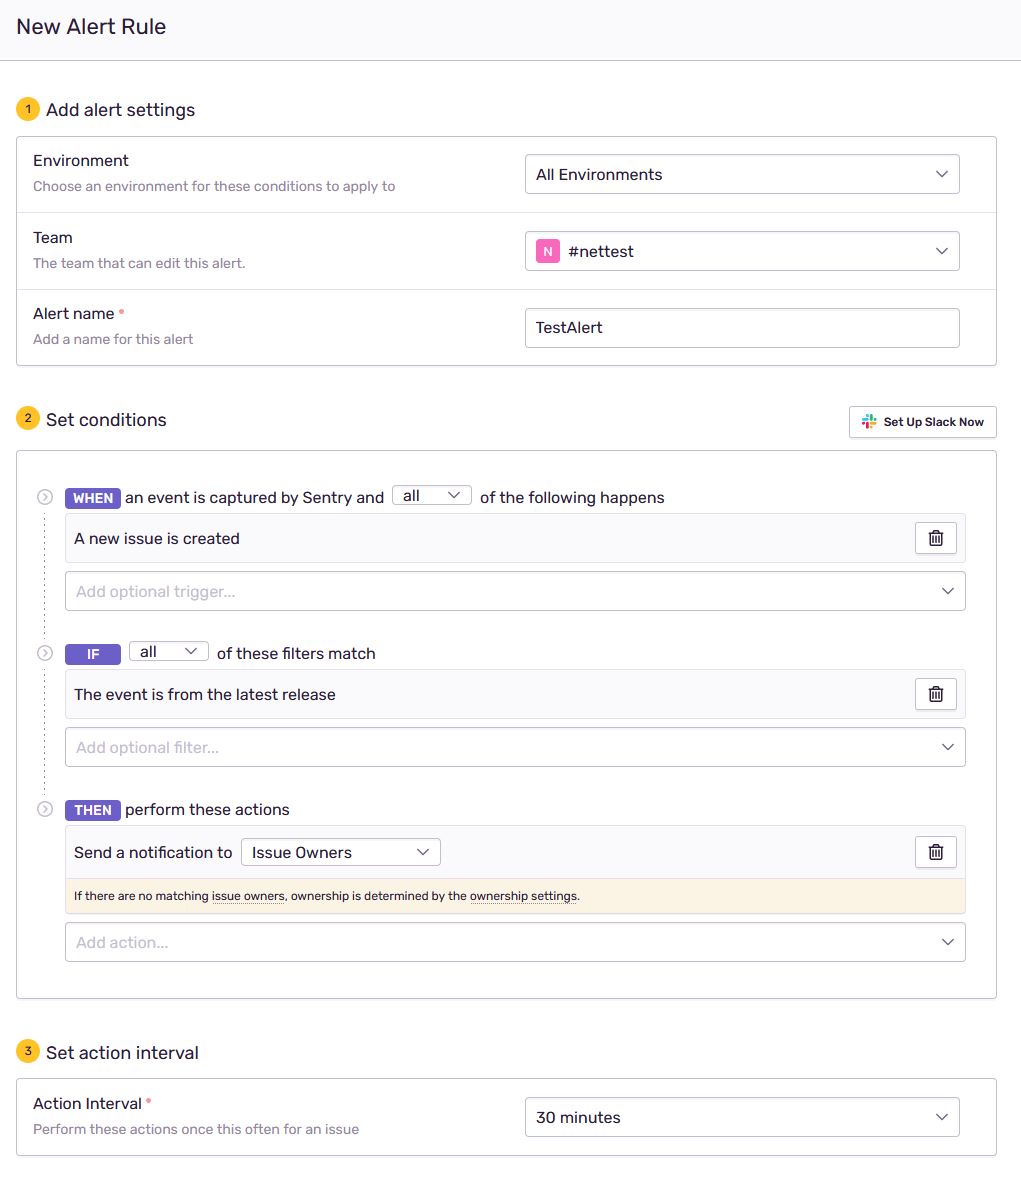 New Alert Rule
1 Add alert settings
Environment
Choose an environment for these conditions to apply to
All Environments
Team
The team that can edit this alert.
N #nettest
Alert name *
Add a name for this alert
TestAlert
2 Set conditions
Set Up Slack Now
WHEN an event is captured by Sentry and all of the following happens
A new issue is created
Add optional trigger...
IF all of these filters match
The event is from the latest release
Add optional filter...
THEN perform these actions
Send a notification to Issue Owners
If there are no matching issue owners, ownership is determined by the ownership settings.
Add action...
3 Set action interval
Action Interval *
Perform these actions once this often for an issue
30 minutes